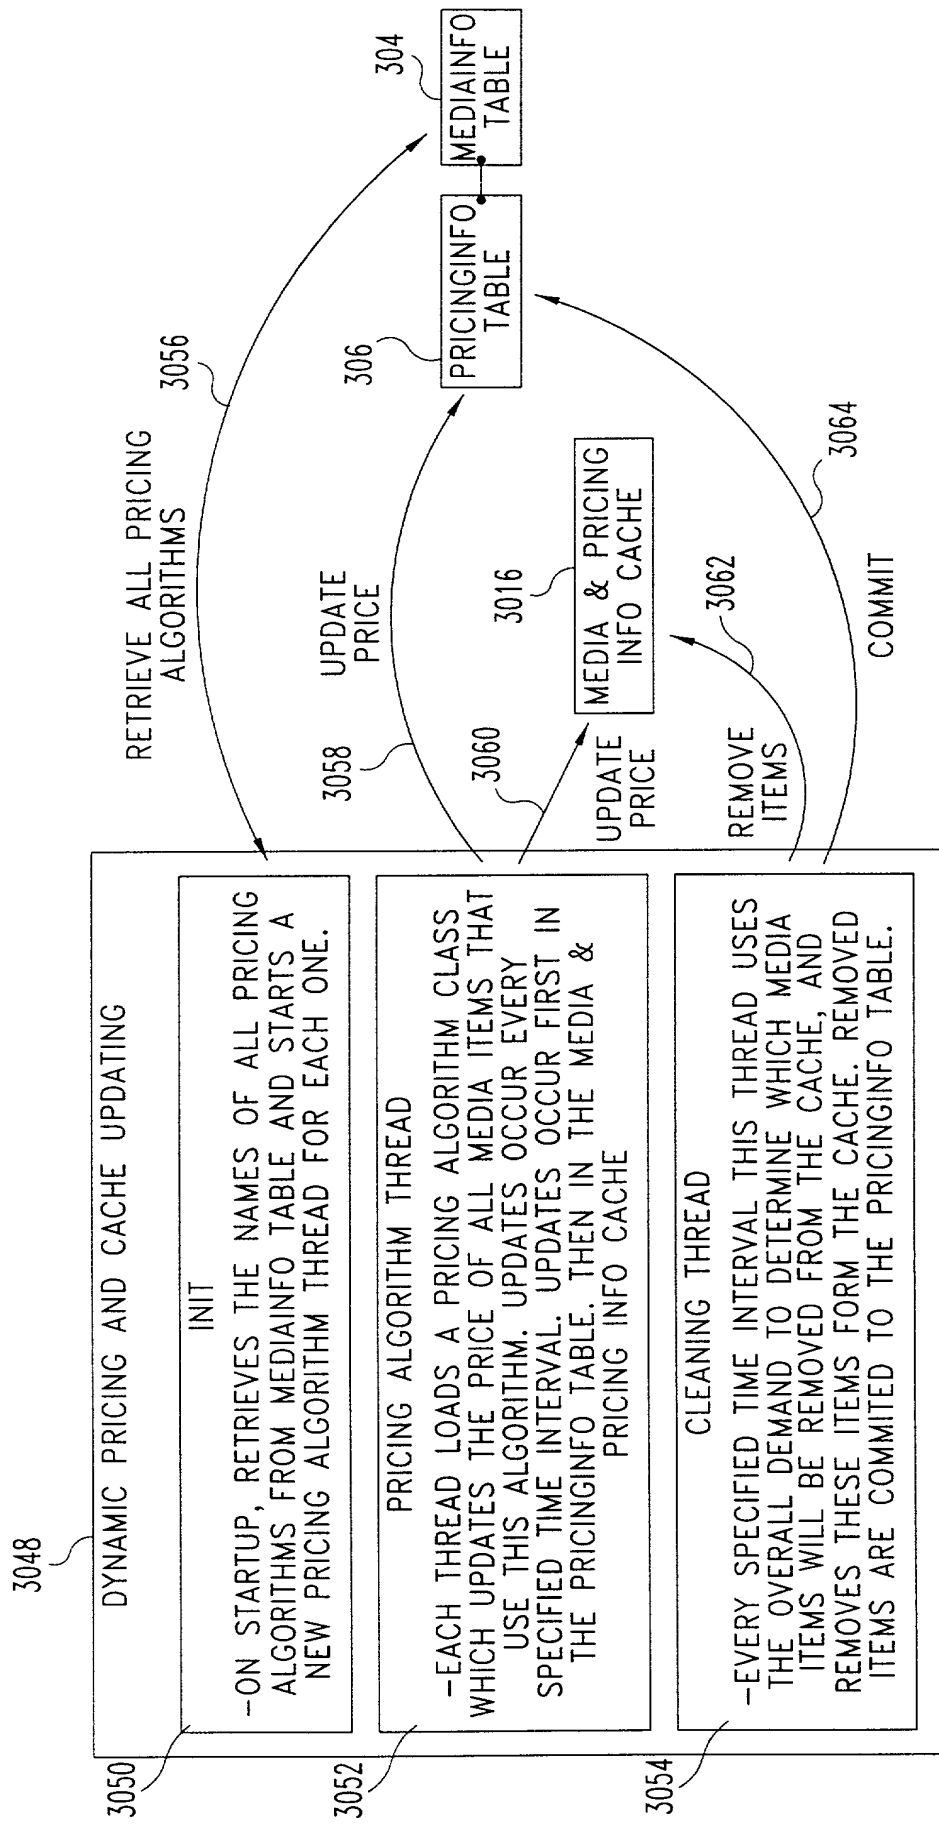 3048
DYNAMIC PRICING AND CACHE UPDATING
3050
INIT
-ON STARTUP, RETRIEVES THE NAMES OF ALL PRICING
ALGORITHMS FROM MEDIAINFO TABLE AND STARTS A
NEW PRICING ALGORITHM THREAD FOR EACH ONE.
3052
PRICING ALGORITHM THREAD
-EACH THREAD LOADS A PRICING ALGORITHM CLASS
WHICH UPDATES THE PRICE OF ALL MEDIA ITEMS THAT
USE THIS ALGORITHM. UPDATES OCCUR EVERY
SPECIFIED TIME INTERVAL. UPDATES OCCUR FIRST IN
THE PRICINGINFO TABLE. THEN IN THE MEDIA &
PRICING INFO CACHE
3054
CLEANING THREAD
-EVERY SPECIFIED TIME INTERVAL THIS THREAD USES
THE OVERALL DEMAND TO DETERMINE WHICH MEDIA
ITEMS WILL BE REMOVED FROM THE CACHE, AND
REMOVES THESE ITEMS FORM THE CACHE. REMOVED
ITEMS ARE COMMITED TO THE PRICINGINFO TABLE.
RETRIEVE ALL PRICING
ALGORITHMS
3056
UPDATE
PRICE
3058
3060
UPDATE
PRICE
REMOVE
ITEMS
3062
COMMIT
3064
3016
MEDIA & PRICING
INFO CACHE
306
PRICINGINFO
TABLE
304
MEDIAINFO
TABLE